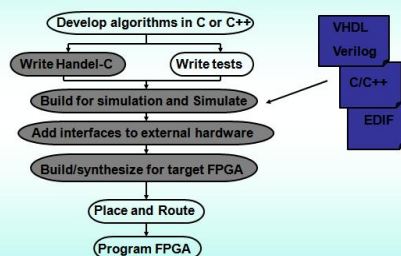 Develop algorithms in C or C++
Write Handel-C
Write tests
Build for simulation and Simulate
Add interfaces to external hardware
Build/synthesize for target FPGA
Place and Route
Program FPGA
VHDL
Verilog
C/C++
EDIF